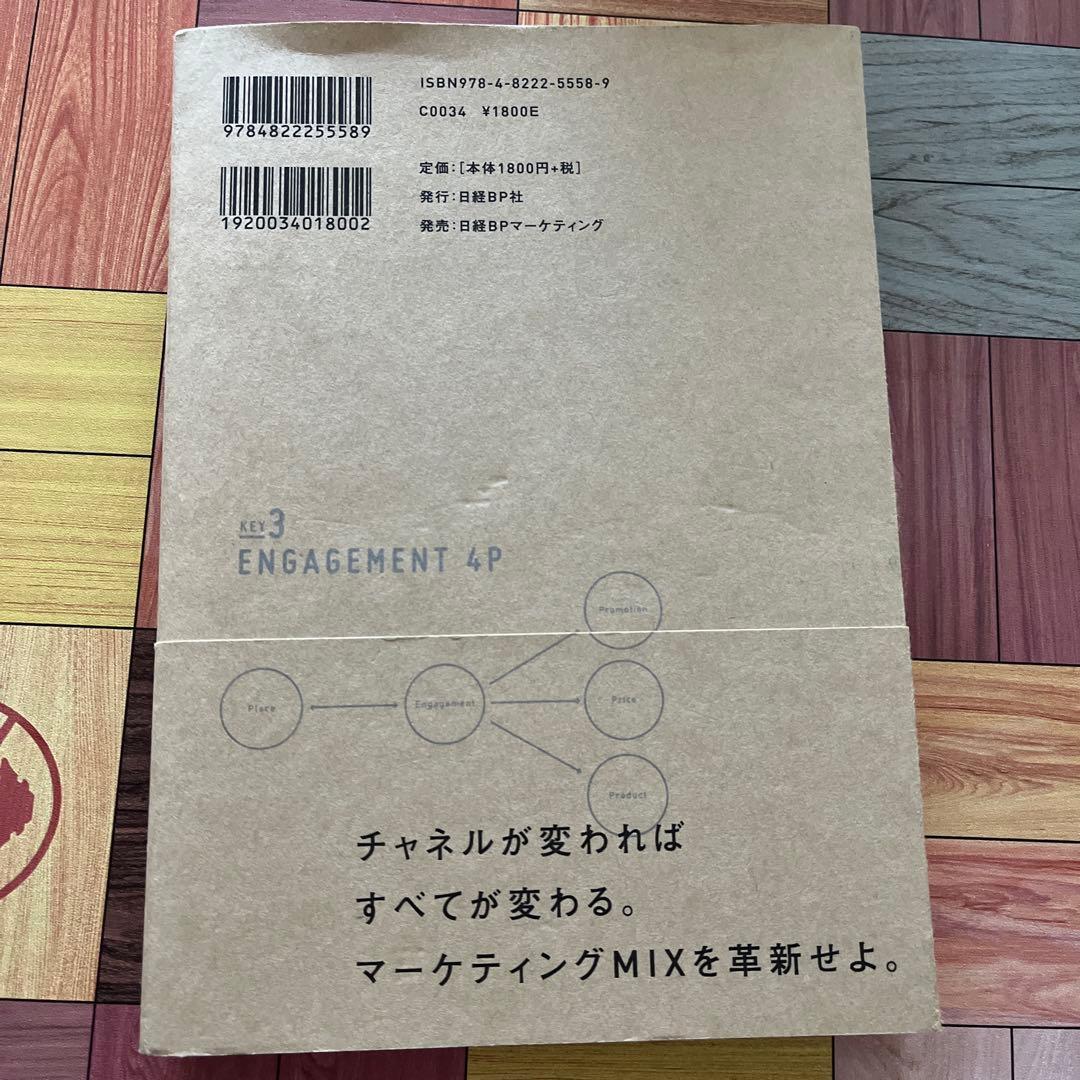 ISBN978-4-8222-5558-9
9784822255589
C0034 ¥1800E
定価:[本体1800円+税]
発行:日経BP社
1920034018002
発売:日経BPマーケティング
KEY3
ENGAGEMENT 4P
Promotion
Place
Engagement
Price
Product
チャネルが変われば
すべてが変わる。
マーケティングMIXを革新せよ。